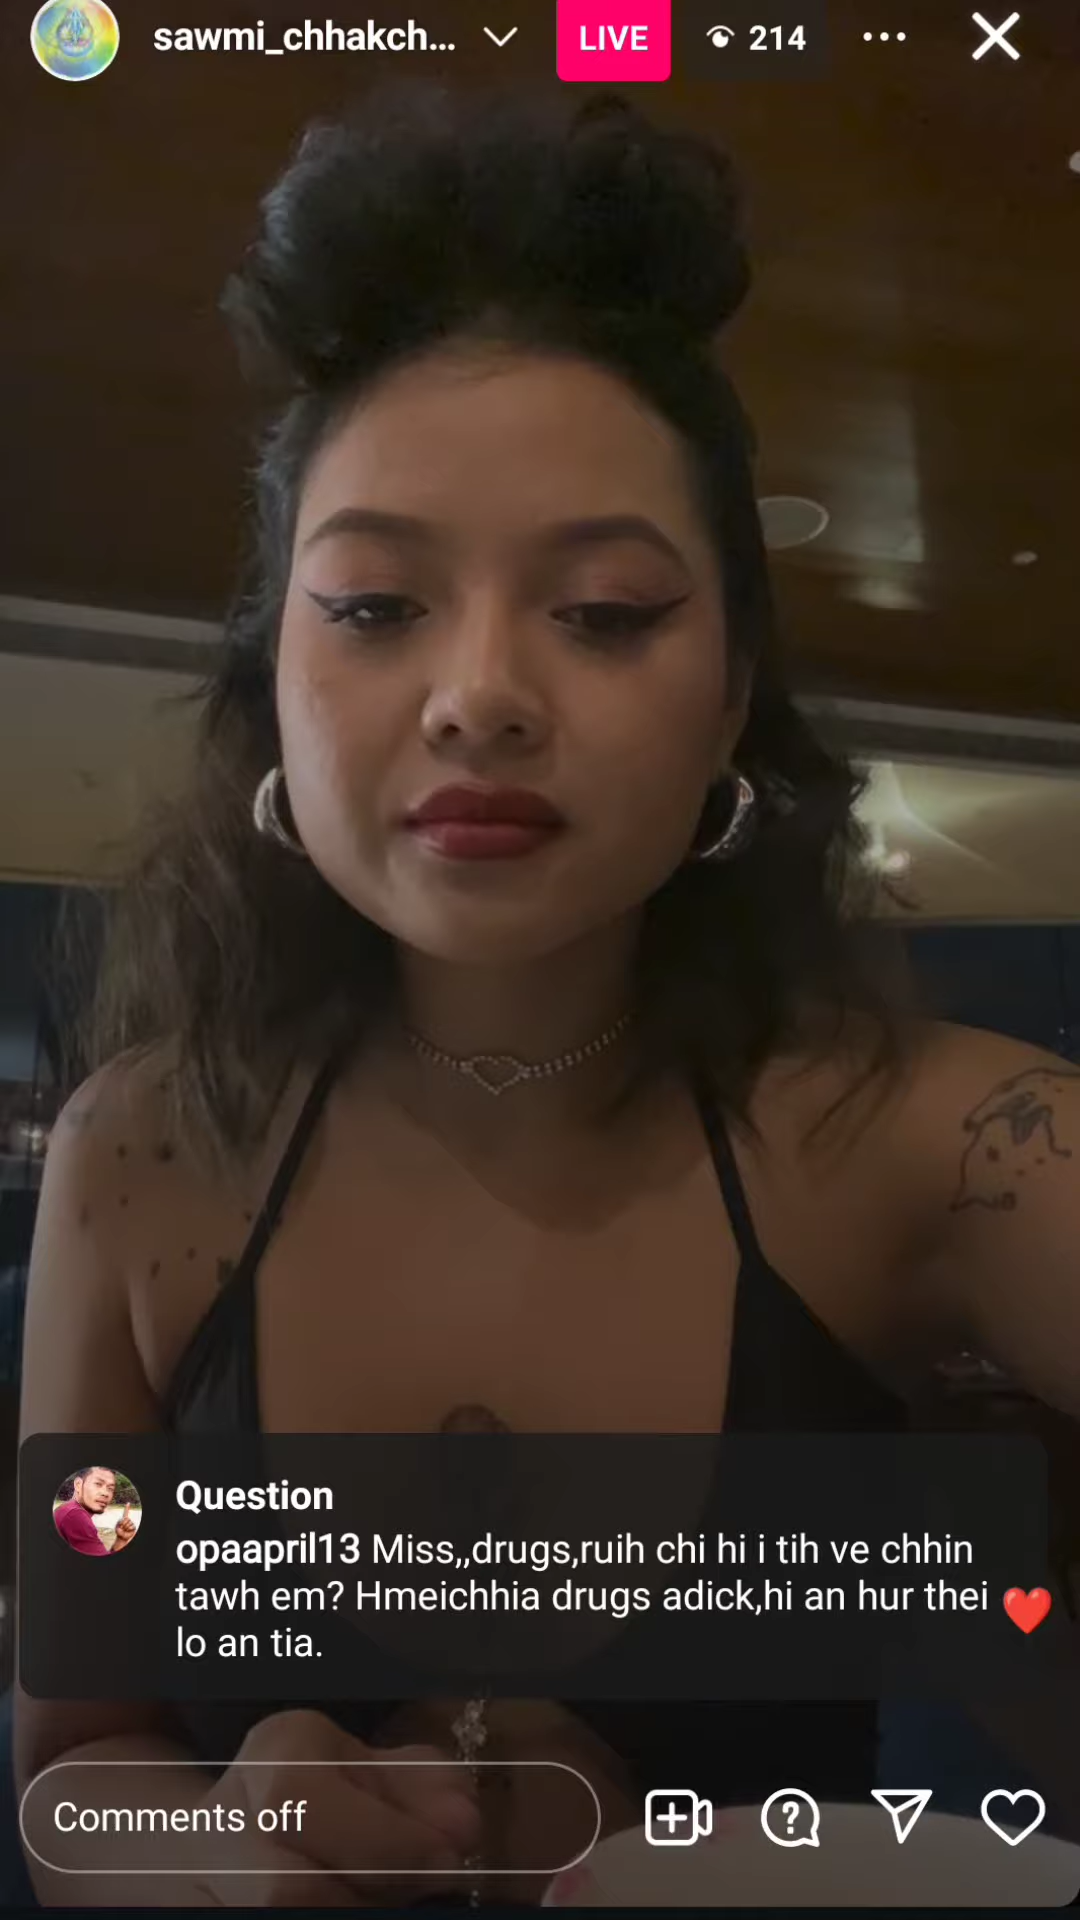 sawmi_chhakch...
LIVE
214
Question
opaapril13 Miss,,drugs,ruih chi hi i tih ve chhin
tawh em? Hmeichhia drugs adick,hi an hur thei
lo an tia.
Comments off